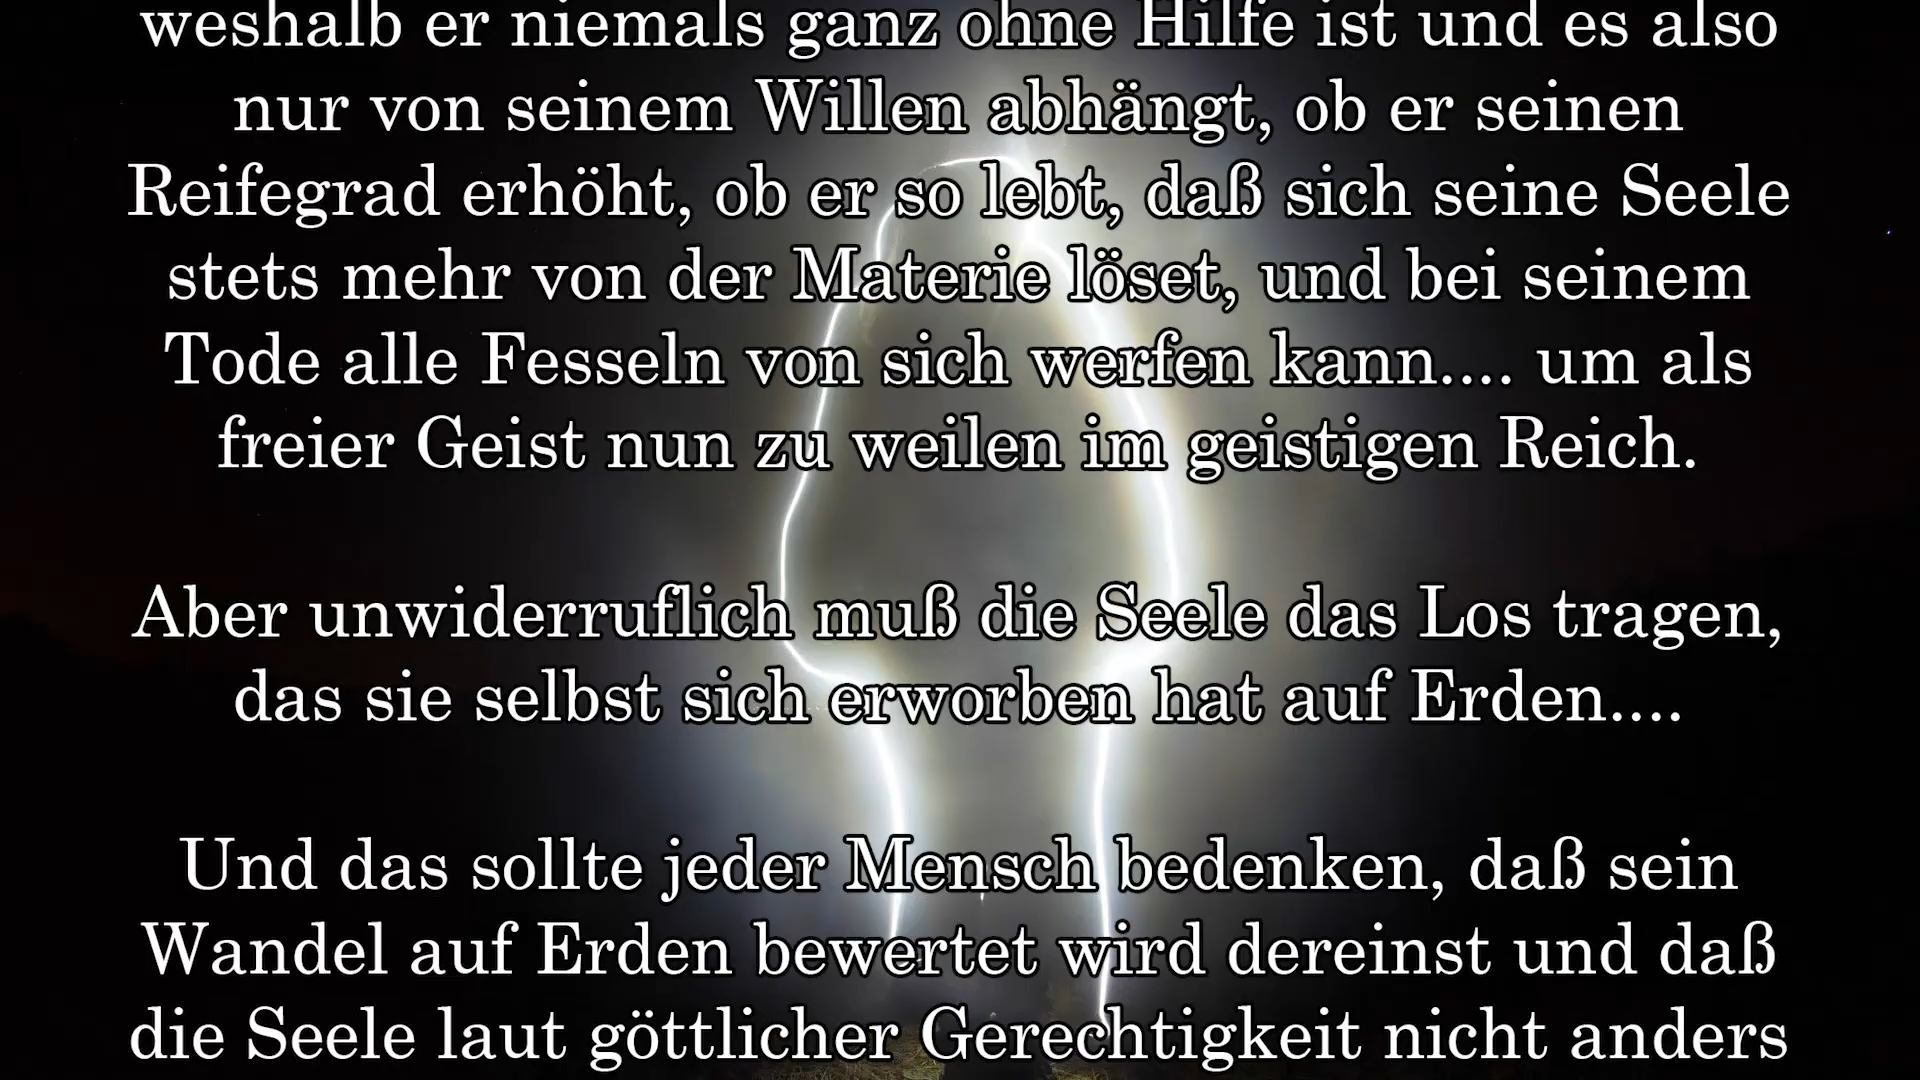 weshalb er niemals ganz ohne Hilfe ist und es also
nur von seinem Willen abhängt, ob er seinen
Reifegrad erhöht, ob er so lebt, daß sich seine Seele
stets mehr von der Materie löset, und bei seinem
Tode alle Fesseln von sich werfen kann.... um als
freier Geist nun zu weilen im geistigen Reich.
Aber unwiderruflich muß die Seele das Los tragen,
das sie selbst sich erworben hat auf Erden....
Und das sollte jeder Mensch bedenken, daß sein
Wandel auf Erden bewertet wird dereinst und daß
die Seele laut göttlicher Gerechtigkeit nicht anders